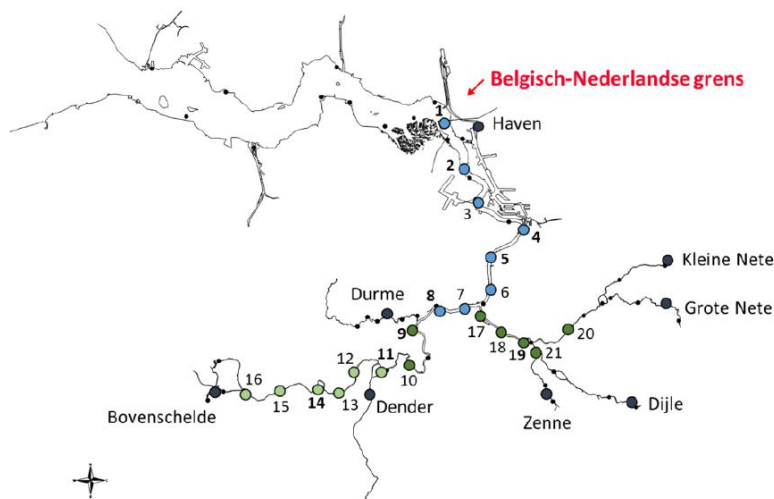 Belgisch-Nederlandse grens
1
Haven
2
3
4
5
Kleine Nete
6
Grote Nete
Durme
8
7
9
17
18
19
20
21
12
11
10
16
15
14
13
Bovenschelde
Dender
Zenne
Dijle